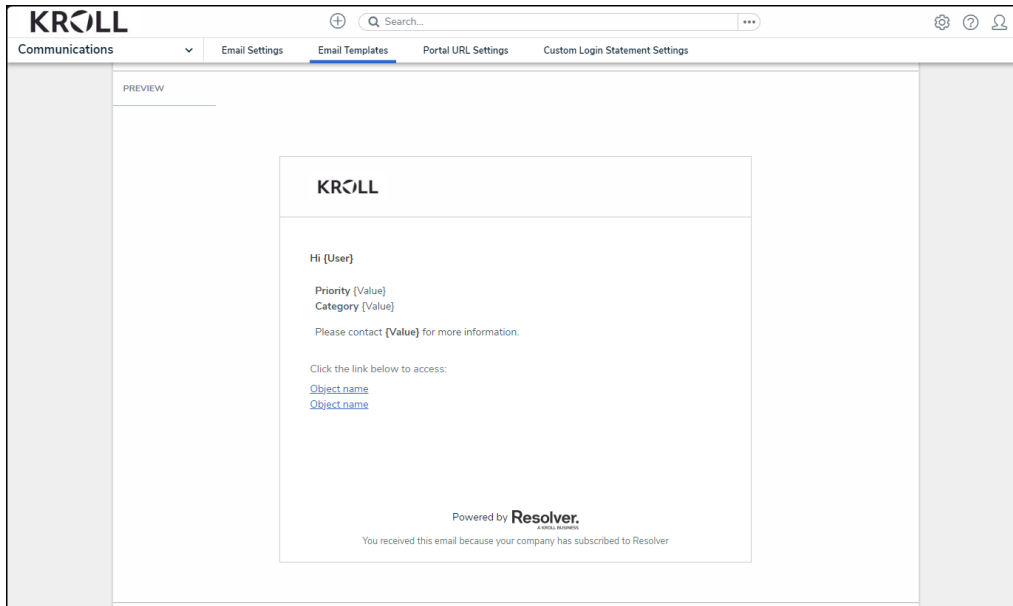 KROLL
Search...
Communications
Email Settings
Email Templates
Portal URL Settings
Custom Login Statement Settings
PREVIEW
KROLL
Hi {User}
Priority {Value}
Category {Value}
Please contact {Value} for more information.
Click the link below to access:
Object name
Object name
Powered by Resolver.
A KROLL BUSINESS
You received this email because your company has subscribed to Resolver